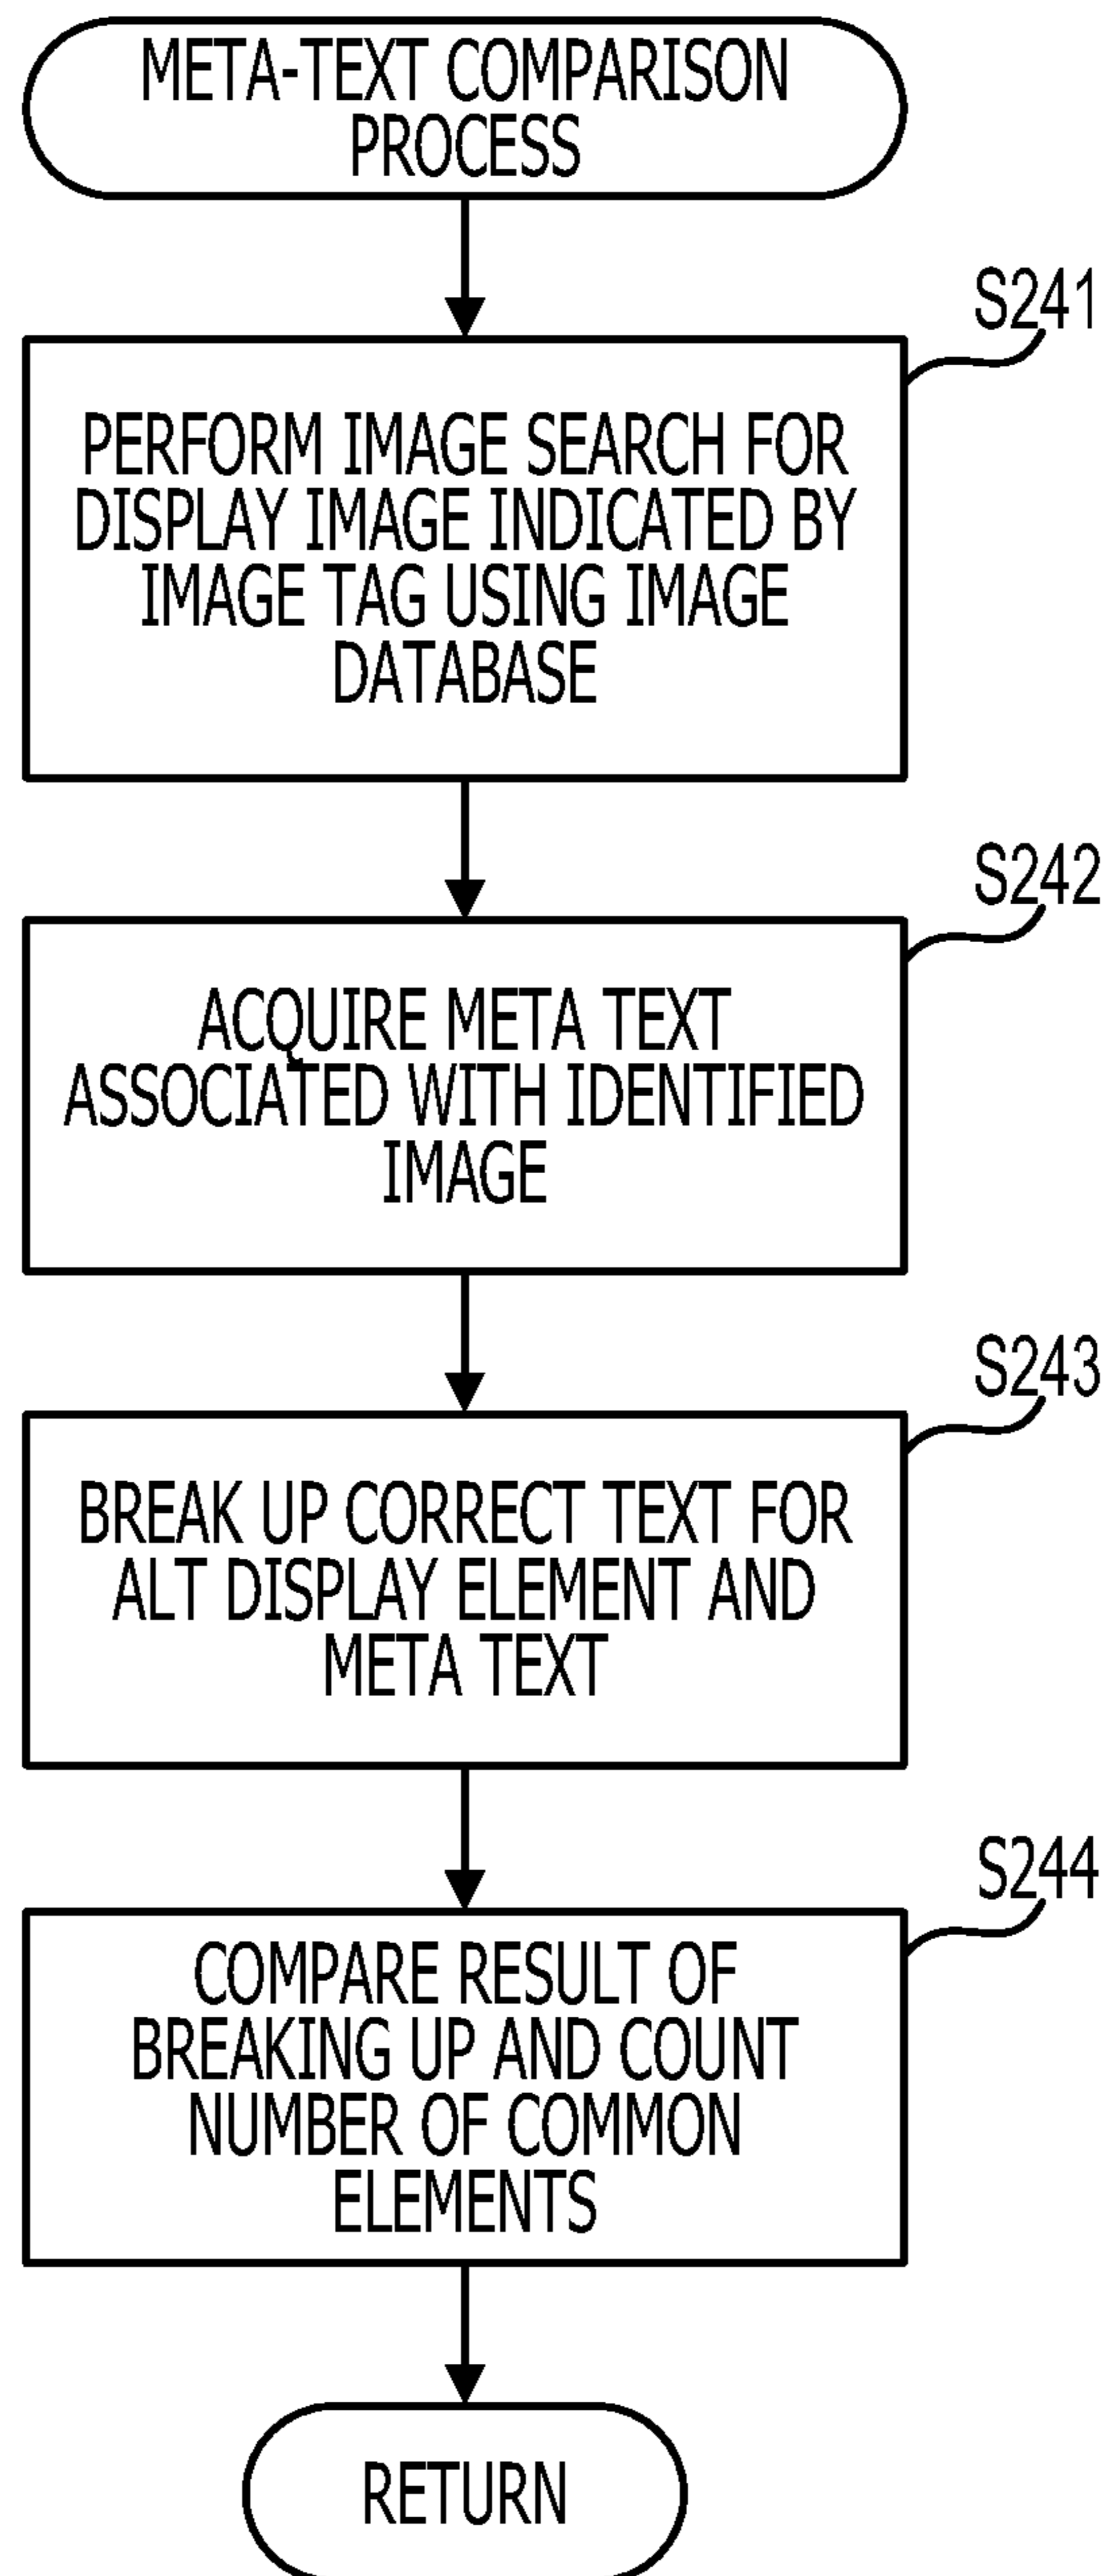 META-TEXT COMPARISON
PROCESS
S241
PERFORM IMAGE SEARCH FOR
DISPLAY IMAGE INDICATED BY
IMAGE TAG USING IMAGE
DATABASE
S242
ACQUIRE META TEXT
ASSOCIATED WITH IDENTIFIED
IMAGE
S243
BREAK UP CORRECT TEXT FOR
ALT DISPLAY ELEMENT AND
META TEXT
S244
COMPARE RESULT OF
BREAKING UP AND COUNT
NUMBER OF COMMON
ELEMENTS
RETURN